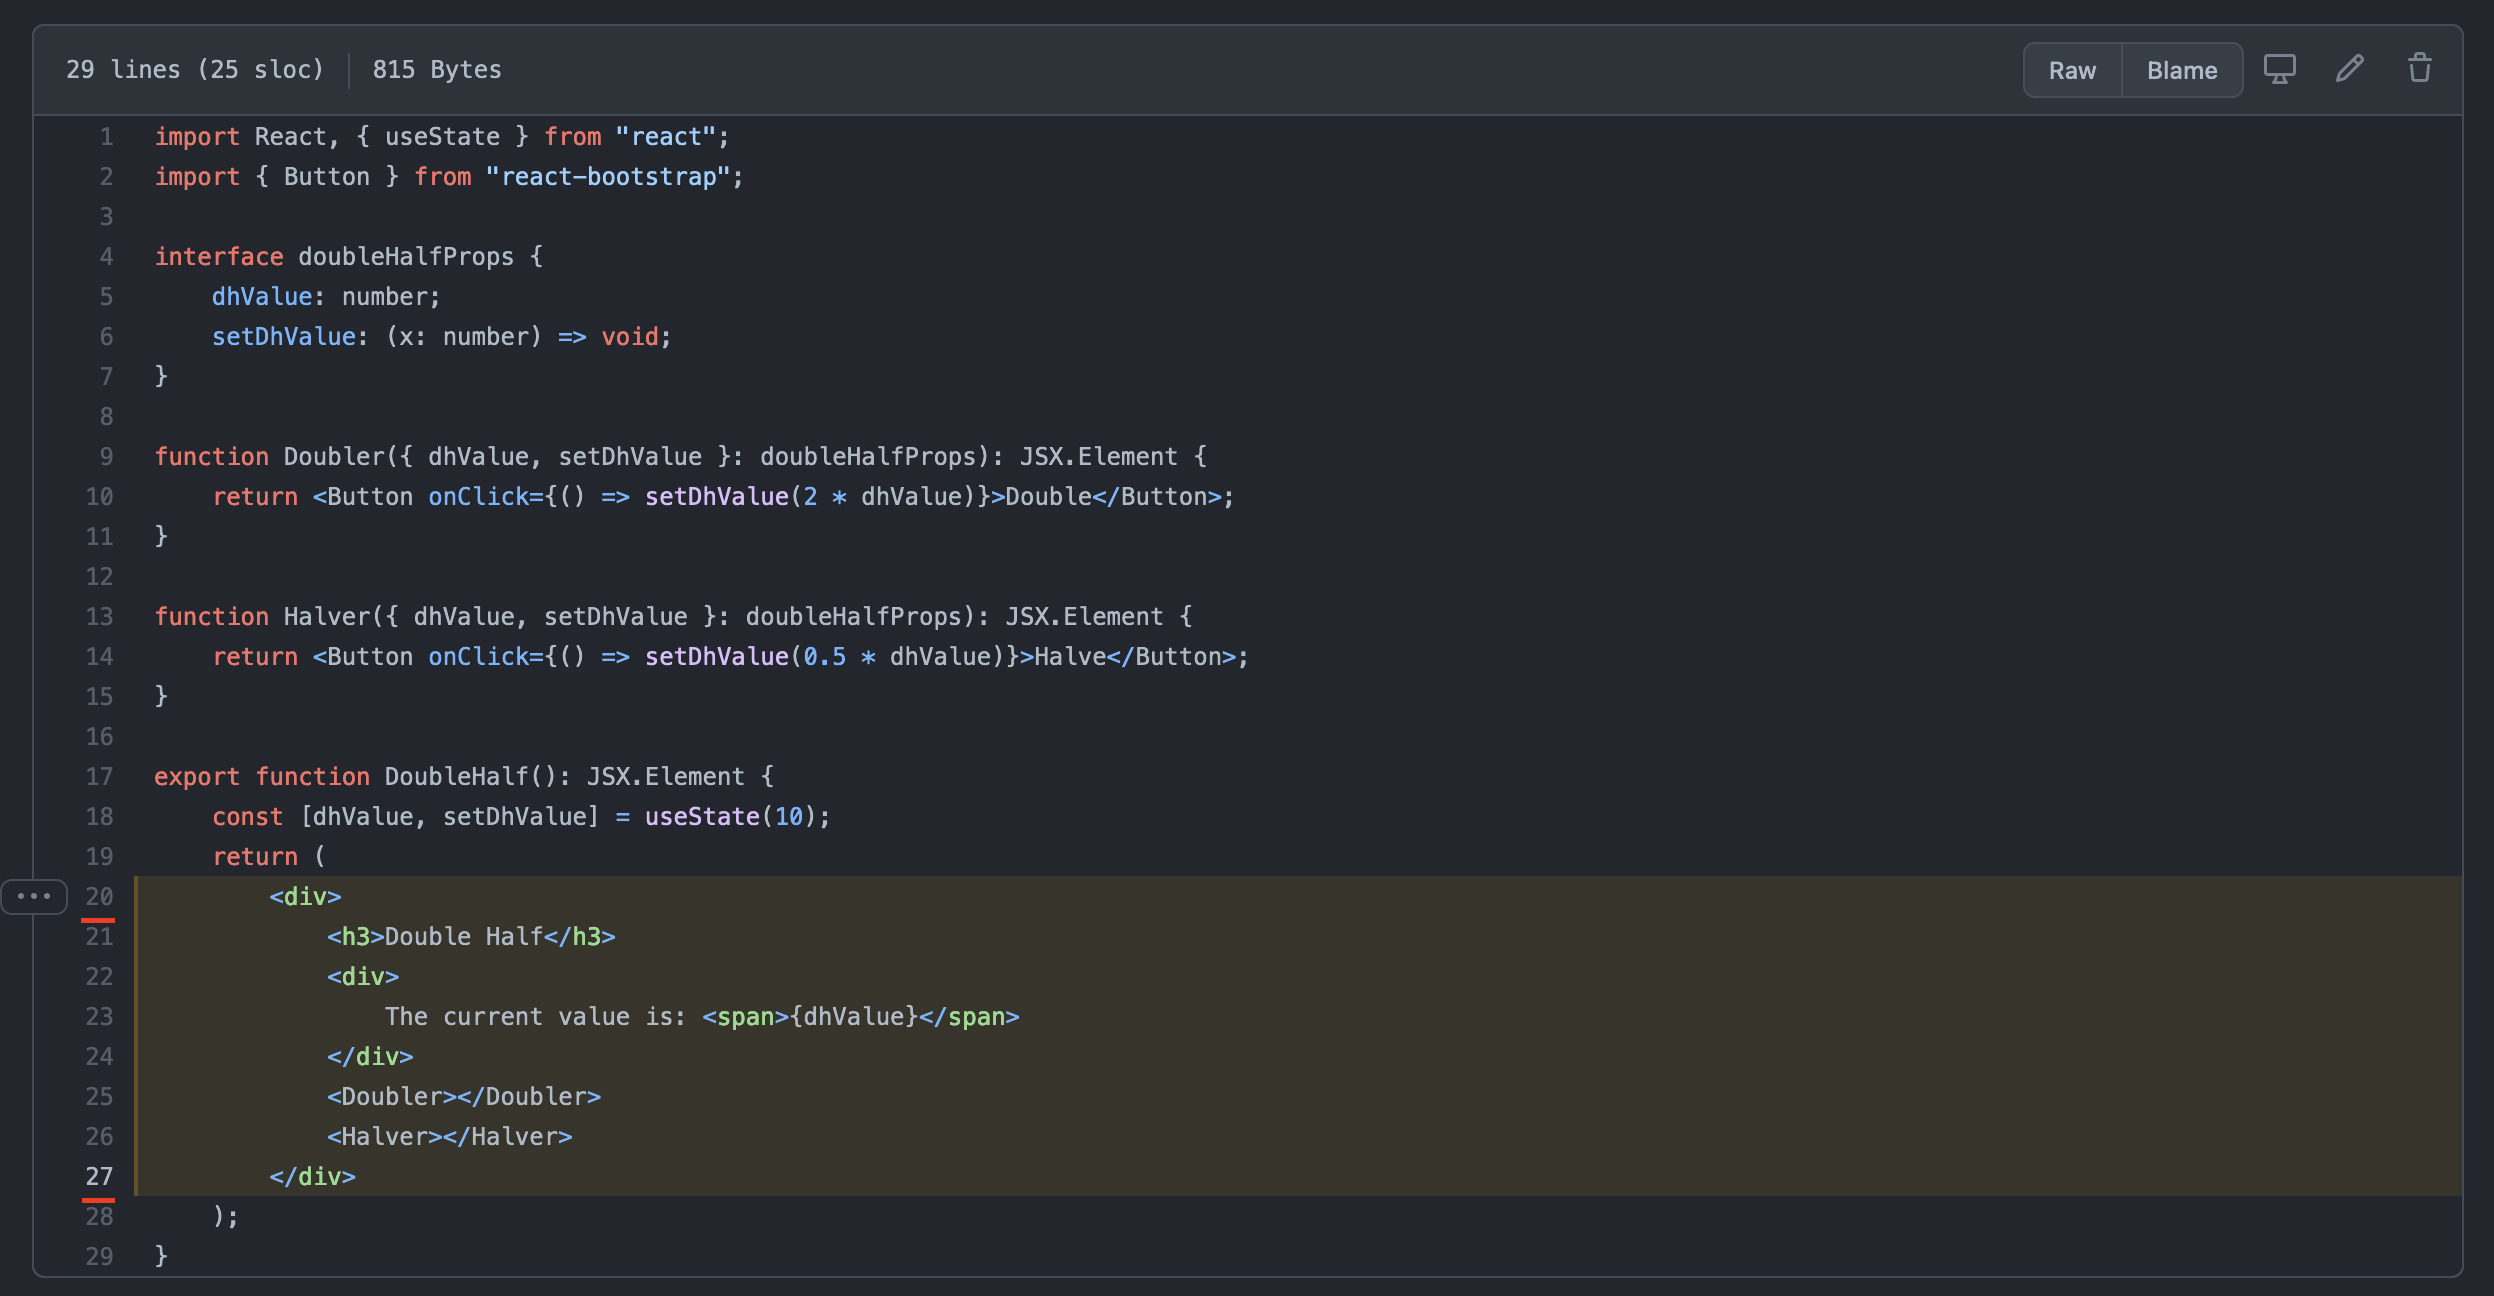 29 lines (25 sloc) 815 Bytes Raw Blame
1 import React, { useState } from "react";
2 import { Button } from "react-bootstrap";
3
4 interface doubleHalfProps {
5     dhValue: number;
6     setDhValue: (x: number) => void;
7 }
8
9 function Doubler({ dhValue, setDhValue }: doubleHalfProps): JSX.Element {
10     return <Button onClick={() => setDhValue(2 * dhValue)}>Double</Button>;
11 }
12
13 function Halver({ dhValue, setDhValue }: doubleHalfProps): JSX.Element {
14     return <Button onClick={() => setDhValue(0.5 * dhValue)}>Halve</Button>;
15 }
16
17 export function DoubleHalf(): JSX.Element {
18     const [dhValue, setDhValue] = useState(10);
19     return (
20         <div>
21             <h3>Double Half</h3>
22             <div>
23                 The current value is: <span>{dhValue}</span>
24             </div>
25             <Doubler></Doubler>
26             <Halver></Halver>
27         </div>
28     );
29 }